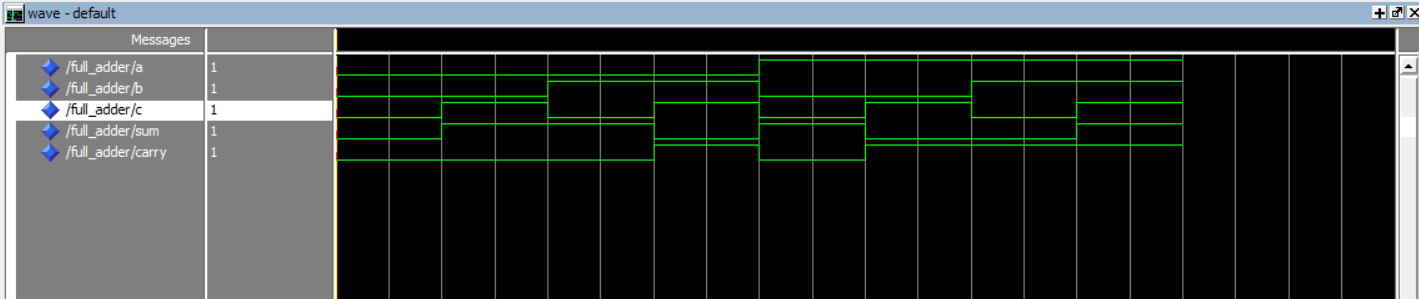 wave - default
Messages
/full_adder/a 1
/full_adder/b 1
/full_adder/c 1
/full_adder/sum 1
/full_adder/carry 1